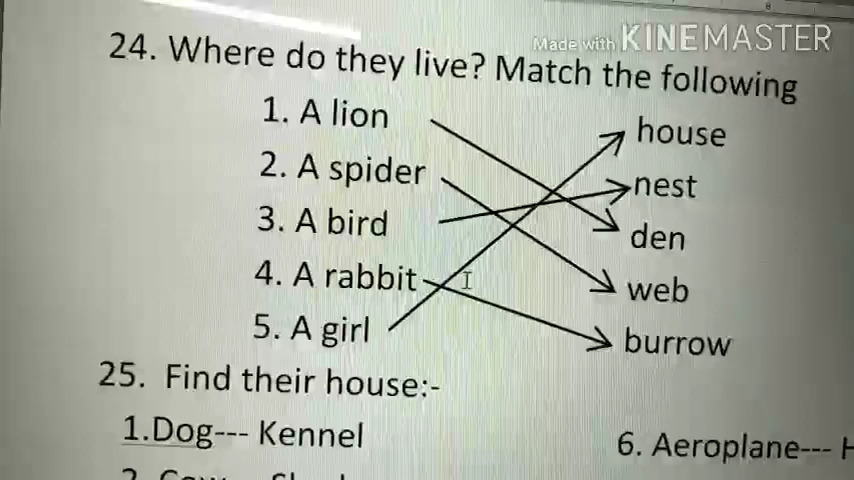 Made with KINEMASTER
24. Where do they live? Match the following
1. A lion
house
2. A spider
nest
3. A bird
den
4. A rabbit
web
5. A girl
burrow
25. Find their house:-
1.Dog--- Kennel
6. Aeroplane---